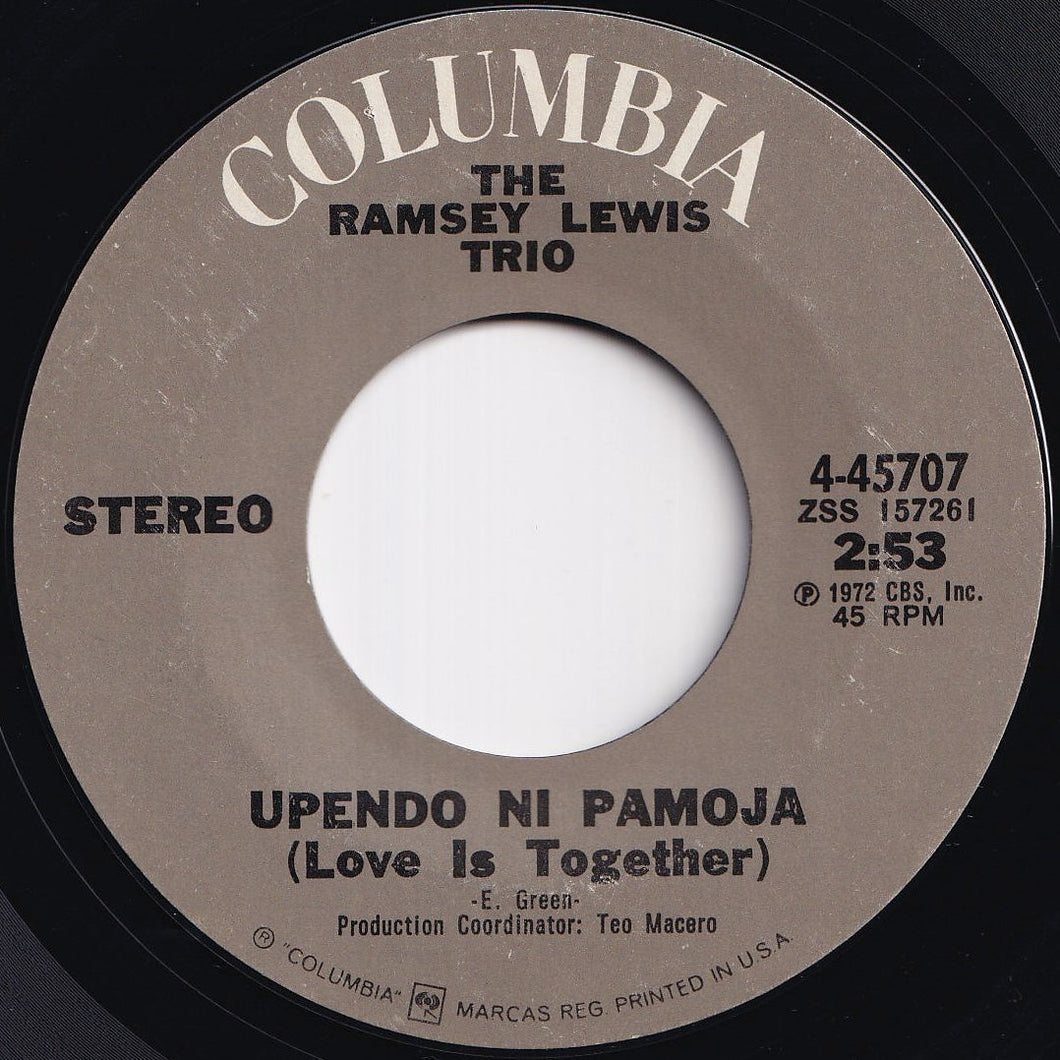 COLUMBIA
THE
RAMSEY LEWIS
TRIO
STEREO
4-45707
ZSS 157261
2:53
Ⓟ 1972 CBS, Inc.
45 RPM
UPENDO NI PAMOJA
(Love Is Together)
-E. Green-
Production Coordinator: Teo Macero
® "COLUMBIA" MARCAS REG. PRINTED IN U.S.A.